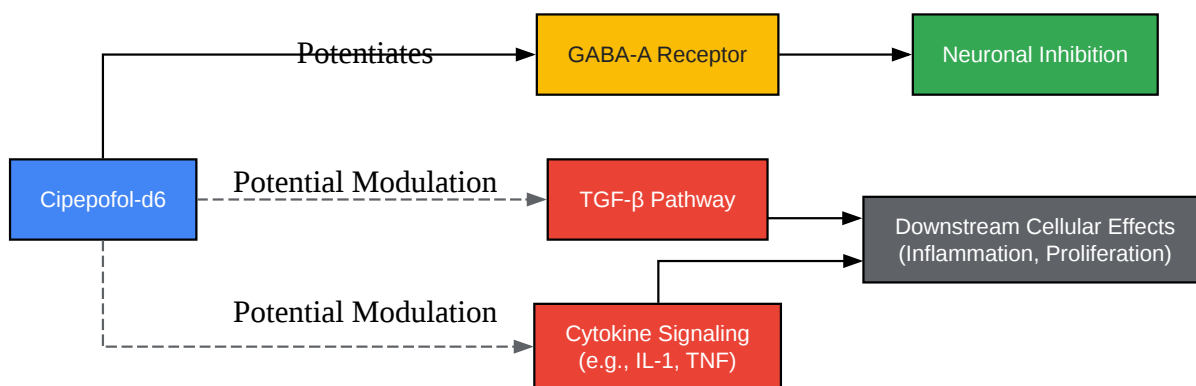 Potentiates
GABA-A Receptor
Neuronal Inhibition
Cipepofol-d6
Potential Modulation
TGF-β Pathway
Downstream Cellular Effects
(Inflammation, Proliferation)
Potential Modulation
Cytokine Signaling
(e.g., IL-1, TNF)